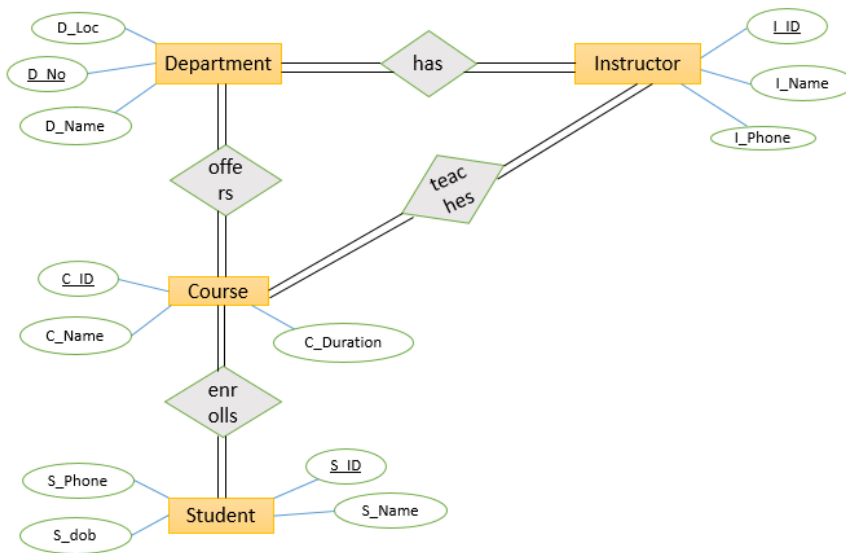 D_Loc
I_ID
Department
has
Instructor
D_No
I_Name
D_Name
I_Phone
offe
rs
teac
hes
C_ID
Course
C_Name
C_Duration
enr
olls
S_ID
S_Phone
S_Name
Student
S_dob